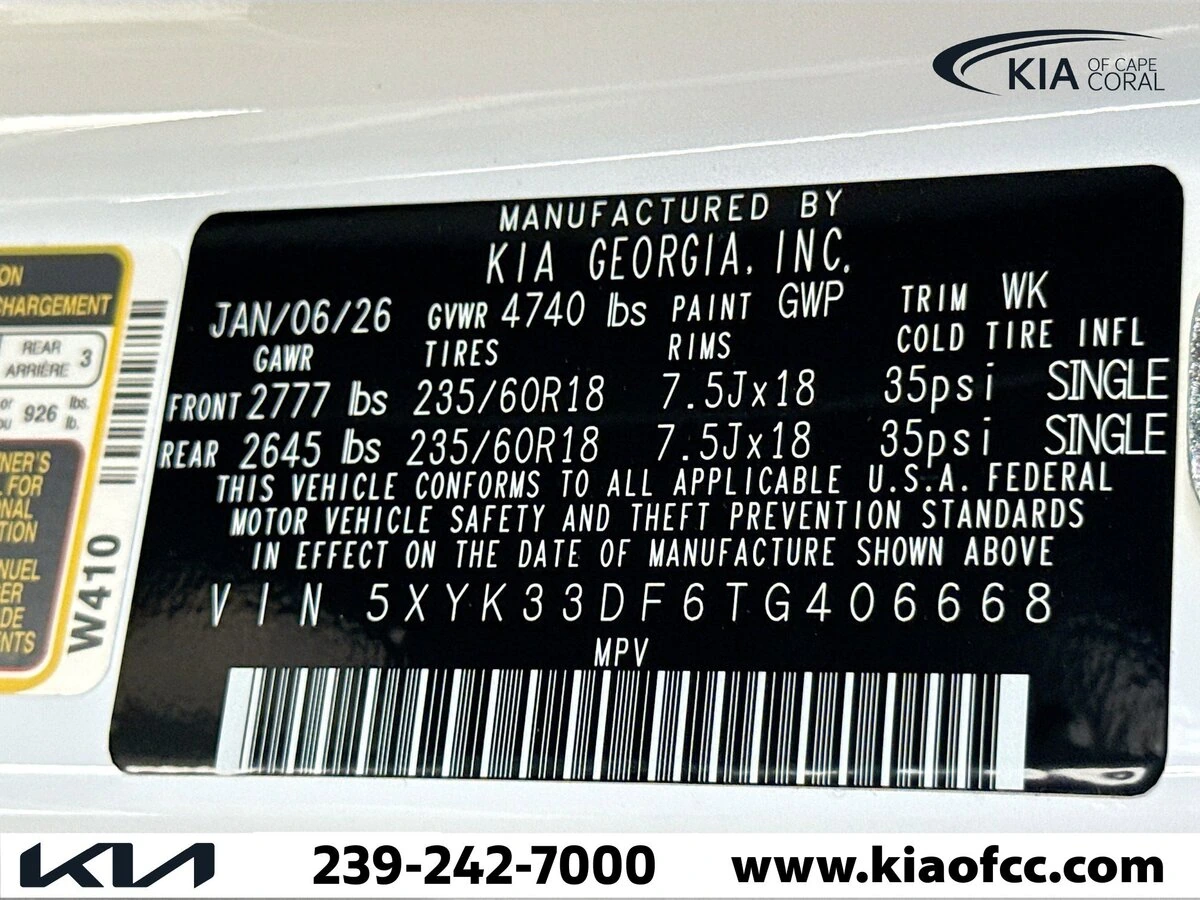 KIA OF CAPE CORAL
MANUFACTURED BY
KIA GEORGIA, INC.
JAN/06/26 GVWR 4740 lbs PAINT GWP TRIM WK
GAWR TIRES RIMS COLD TIRE INFL
FRONT 2777 lbs 235/60R18 7.5Jx18 35psi SINGLE
REAR 2645 lbs 235/60R18 7.5Jx18 35psi SINGLE
THIS VEHICLE CONFORMS TO ALL APPLICABLE U.S.A. FEDERAL
MOTOR VEHICLE SAFETY AND THEFT PREVENTION STANDARDS
IN EFFECT ON THE DATE OF MANUFACTURE SHOWN ABOVE
VIN 5XYK33DF6TG406668
MPV
CHARGEMENT
REAR
ARRIÈRE 3
926 lbs.
lb.
W410
KIA 239-242-7000 www.kiaofcc.com